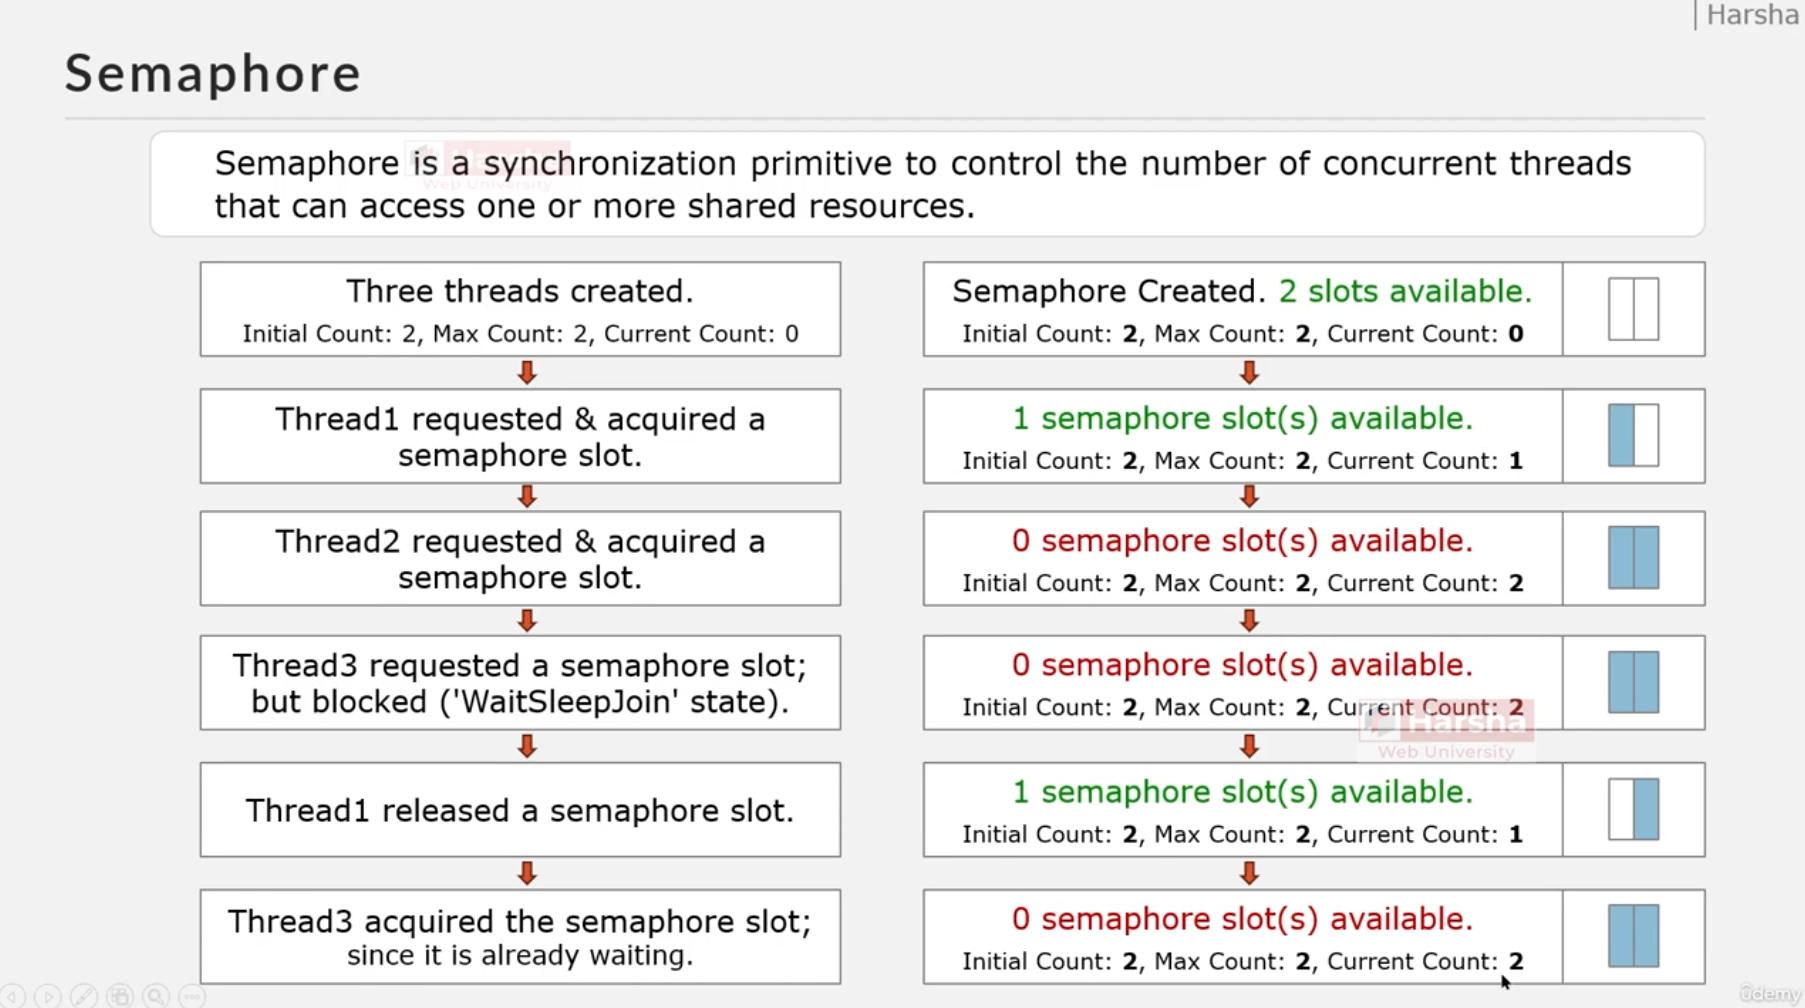 Harsha
Semaphore
Semaphore is a synchronization primitive to control the number of concurrent threads
that can access one or more shared resources.
Harsha
Web University
Three threads created.
Initial Count: 2, Max Count: 2, Current Count: 0
Semaphore Created. 2 slots available.
Initial Count: 2, Max Count: 2, Current Count: 0
Thread1 requested & acquired a
semaphore slot.
1 semaphore slot(s) available.
Initial Count: 2, Max Count: 2, Current Count: 1
Thread2 requested & acquired a
semaphore slot.
0 semaphore slot(s) available.
Initial Count: 2, Max Count: 2, Current Count: 2
Thread3 requested a semaphore slot;
but blocked ('WaitSleepJoin' state).
0 semaphore slot(s) available.
Initial Count: 2, Max Count: 2, Current Count: 2
Harsha
Web University
Thread1 released a semaphore slot.
1 semaphore slot(s) available.
Initial Count: 2, Max Count: 2, Current Count: 1
Thread3 acquired the semaphore slot;
since it is already waiting.
0 semaphore slot(s) available.
Initial Count: 2, Max Count: 2, Current Count: 2
ûdemy